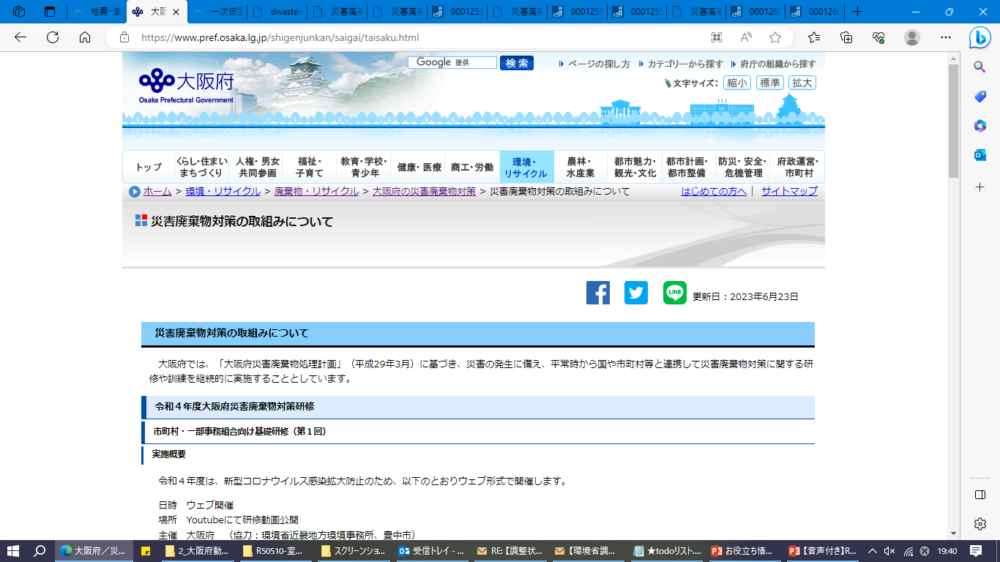 地震・津
大阪
一次仮置
dwastein
災害廃棄
災害廃棄
0001253
災害廃棄
0001255
0001255
災害廃棄
0001260
0001260
https://www.pref.osaka.lg.jp/shigenjunkan/saigai/taisaku.html
大阪府
Osaka Prefectural Government
Google 提供
検索
ページの探し方
カテゴリーから探す
府庁の組織から探す
文字サイズ： 縮小 標準 拡大
トップ
くらし・住まい まちづくり
人権・男女 共同参画
福祉・ 子育て
教育・学校・ 青少年
健康・医療
商工・労働
環境・ リサイクル
農林・ 水産業
都市魅力・ 観光・文化
都市計画・ 都市整備
防災・安全・ 危機管理
府政運営・ 市町村
ホーム > 環境・リサイクル > 廃棄物・リサイクル > 大阪府の災害廃棄物対策 > 災害廃棄物対策の取組みについて
はじめての方へ | サイトマップ
災害廃棄物対策の取組みについて
LINE
更新日：2023年6月23日
災害廃棄物対策の取組みについて
大阪府では、「大阪府災害廃棄物処理計画」（平成29年3月）に基づき、災害の発生に備え、平常時から国や市町村等と連携して災害廃棄物対策に関する研
修や訓練を継続的に実施することとしています。
令和４年度大阪府災害廃棄物対策研修
市町村・一部事務組合向け基礎研修（第１回）
実施概要
令和４年度は、新型コロナウイルス感染拡大防止のため、以下のとおりウェブ形式で開催します。
日時　ウェブ開催
場所　Youtubeにて研修動画公開
主催　大阪府　（協力：環境省近畿地方環境事務所、豊中市）
大阪府／災...
2_大阪府動...
R50510-室...
スクリーンショ...
受信トレイ - ...
RE:【調整状...
【環境省調...
★todoリスト...
お役立ち情...
【音声付き】R...
19:40